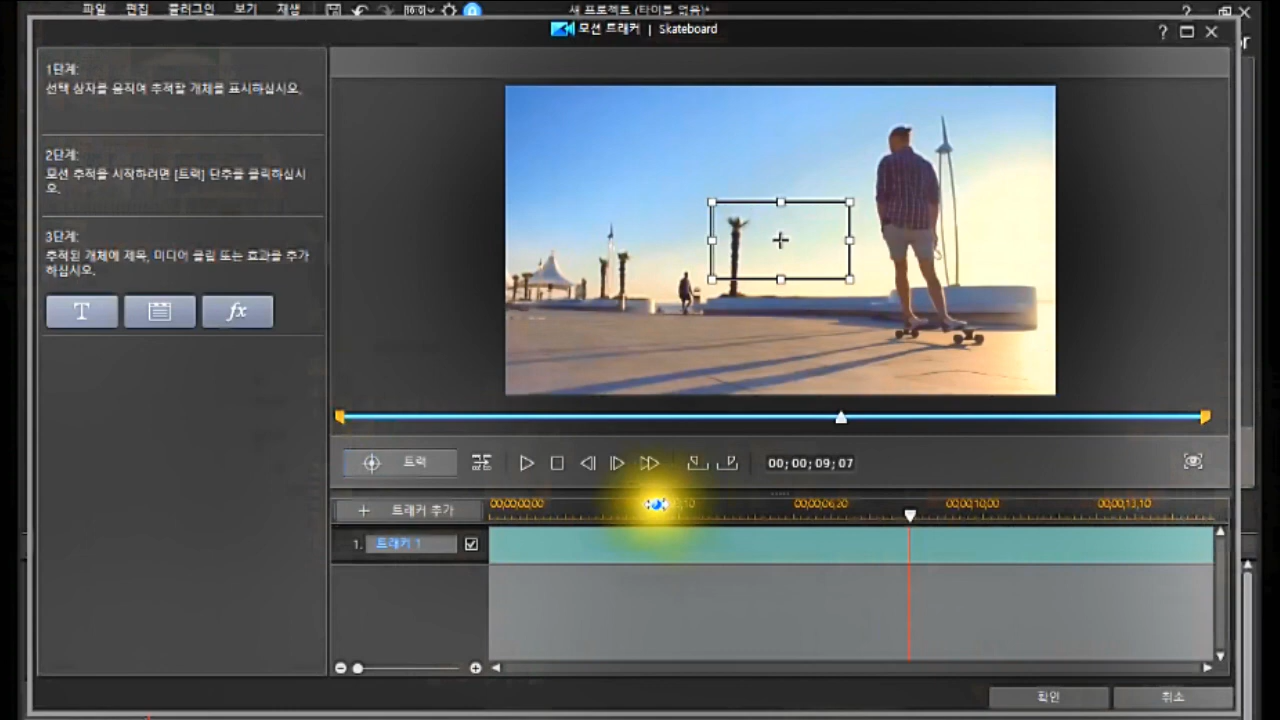 파일 편집 플러그인 보기 재생
새 프로젝트 (타이틀 없음)*
모션 트래커 | Skateboard
1단계:
선택 상자를 움직여 추적할 개체를 표시하십시오.
2단계:
모션 추적을 시작하려면 [트랙] 단추를 클릭하십시
오.
3단계:
추적된 개체에 제목, 미디어 클립 또는 효과를 추가
하십시오.
T fx
트랙
00;00;09;07
트래커 추가
00;00;00;00
00;00;06;20
00;00;10;00
00;00;13;10
1. 트래커 1
확인
취소